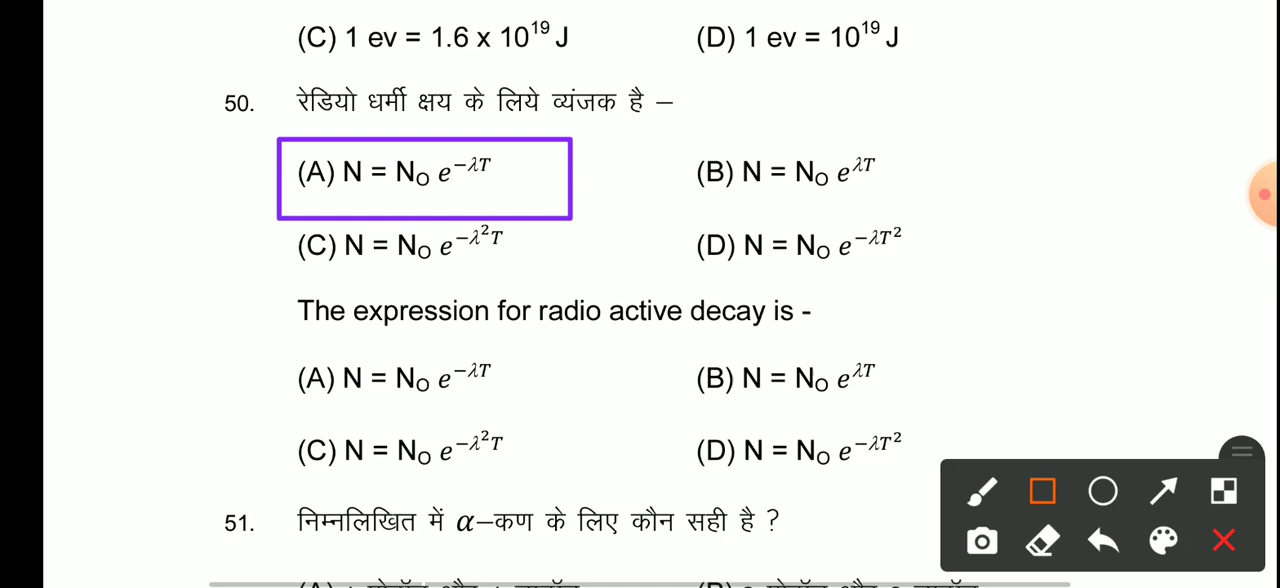 (C) 1 ev = 1.6 x 10¹⁹ J (D) 1 ev = 10¹⁹ J
50. रेडियो धर्मी क्षय के लिये व्यंजक है –
(A) N = N₀ e^{−λT} (B) N = N₀ e^{λT}
(C) N = N₀ e^{−λ²T} (D) N = N₀ e^{−λT²}
The expression for radio active decay is -
(A) N = N₀ e^{−λT} (B) N = N₀ e^{λT}
(C) N = N₀ e^{−λ²T} (D) N = N₀ e^{−λT²}
51. निम्नलिखित में α–कण के लिए कौन सही है ?